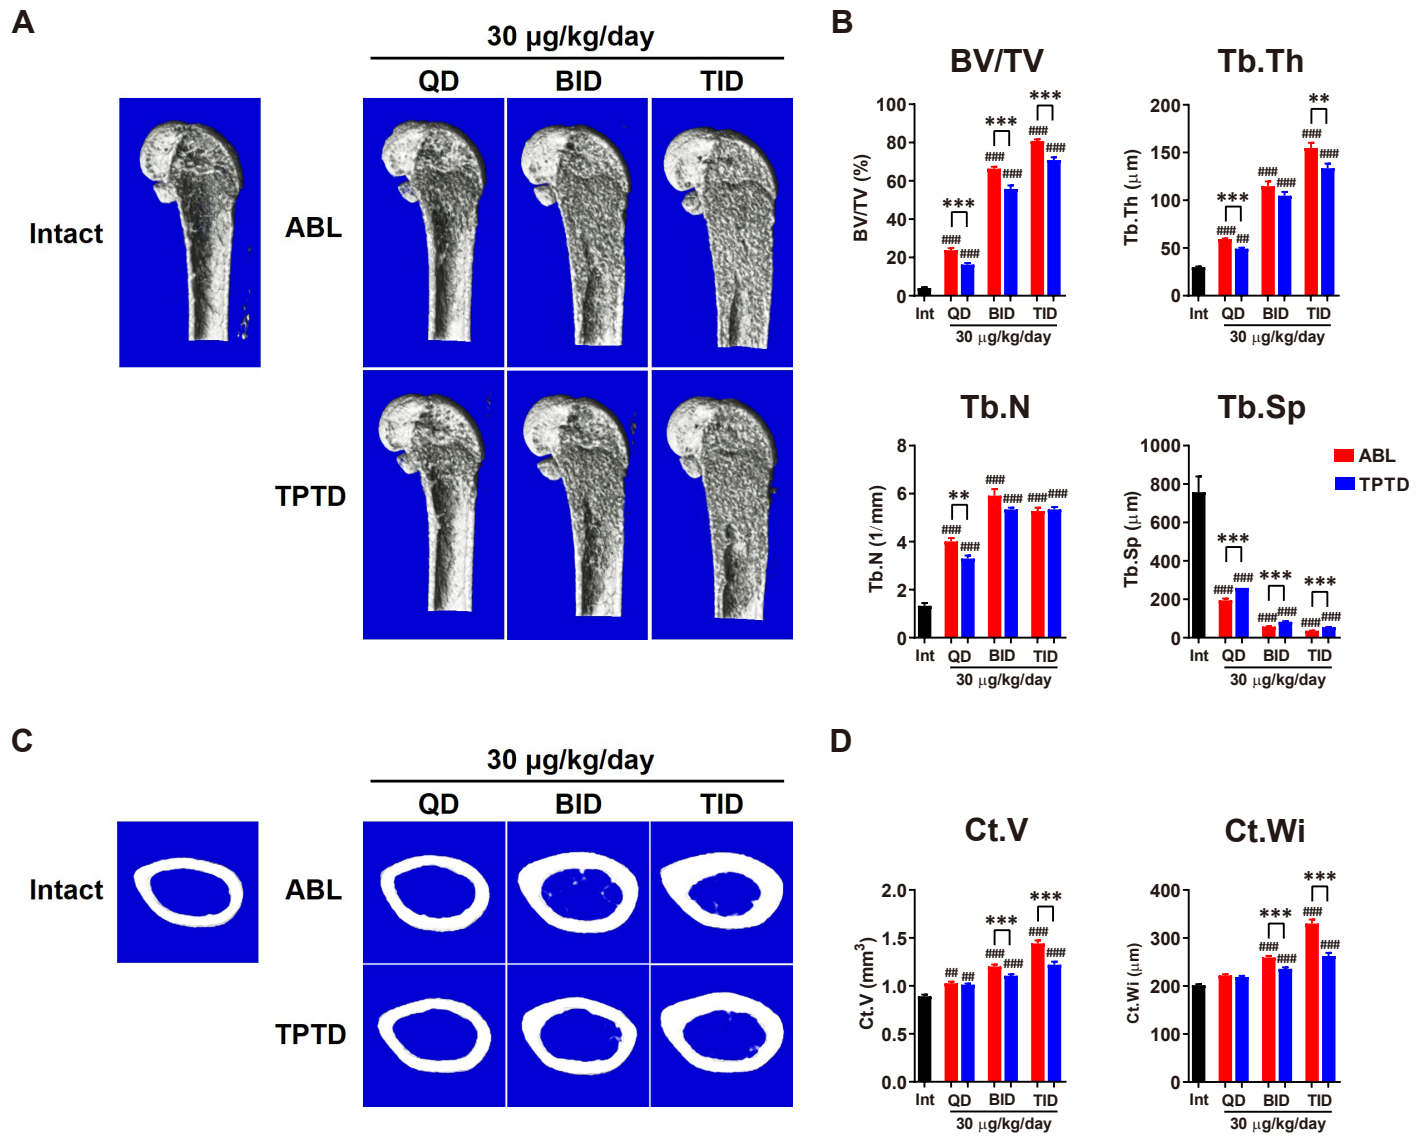 A
30 µg/kg/day
QD BID TID
Intact
ABL
TPTD
B
BV/TV
BV/TV (%)
100
80
60
40
20
0
### ### *** ### ### *** ### ### ***
Int QD BID TID
30 µg/kg/day
Tb.Th
Tb.Th (µm)
200
150
100
50
0
### ## *** ### ### ### ### **
Int QD BID TID
30 µg/kg/day
Tb.N
Tb.N (1/mm)
8
6
4
2
0
### ### ** ### ### ### ###
Int QD BID TID
30 µg/kg/day
Tb.Sp
Tb.Sp (µm)
1000
800
600
400
200
0
### ### *** ### ### *** ### ### ***
Int QD BID TID
30 µg/kg/day
ABL
TPTD
C
30 µg/kg/day
QD BID TID
Intact
ABL
TPTD
D
Ct.V
Ct.V (mm³)
2.0
1.5
1.0
0.5
0.0
## ## ### ### *** ### ### ***
Int QD BID TID
30 µg/kg/day
Ct.Wi
Ct.Wi (µm)
400
300
200
100
0
### ### *** ### ### ***
Int QD BID TID
30 µg/kg/day